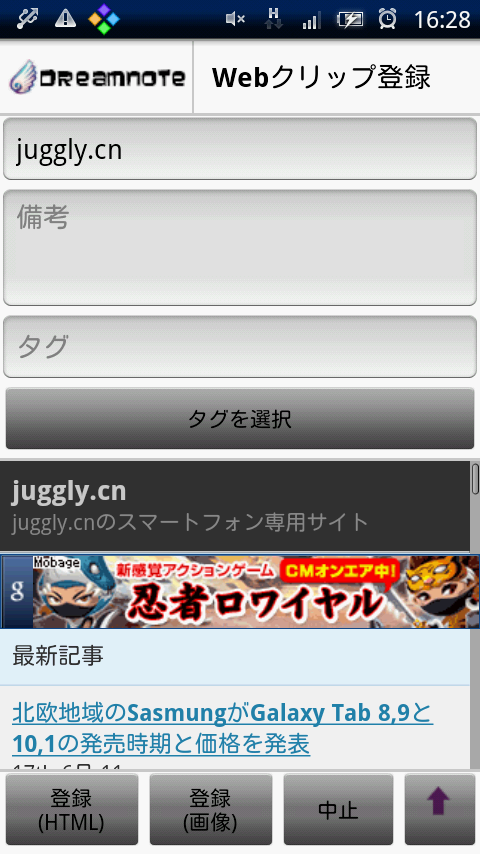 H
16:28
DREAMNOTE
Webクリップ登録
juggly.cn
備考
タグ
タグを選択
juggly.cn
juggly.cnのスマートフォン専用サイト
g
Mobage
新感覚アクションゲーム
CMオンエア中!
忍者ロワイヤル
最新記事
北欧地域のSasmungがGalaxy Tab 8,9と
10,1の発売時期と価格を発表
17th 6月 11
登録
(HTML)
登録
(画像)
中止